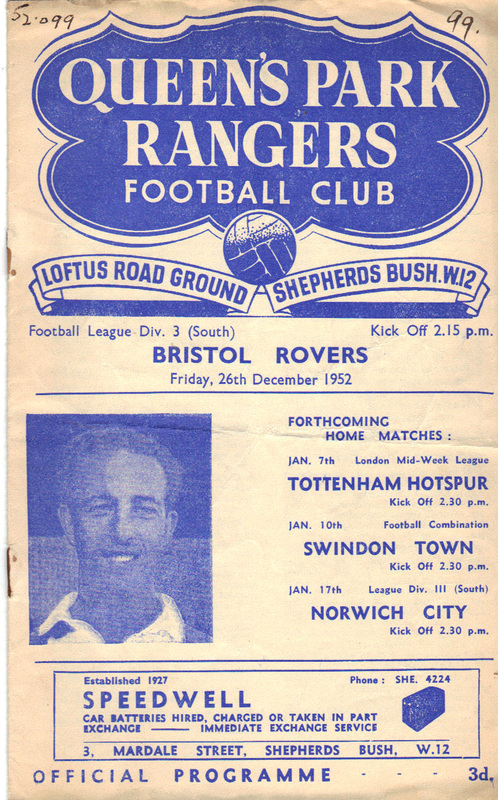 52.099
99.
QUEEN'S PARK
RANGERS
FOOTBALL CLUB
LOFTUS ROAD GROUND
SHEPHERDS BUSH. W.12
Football League Div. 3 (South)
Kick Off 2.15 p.m.
BRISTOL ROVERS
Friday, 26th December 1952
FORTHCOMING
HOME MATCHES :
JAN. 7th London Mid-Week League
TOTTENHAM HOTSPUR
Kick Off 2.30 p.m.
JAN. 10th Football Combination
SWINDON TOWN
Kick Off 2.30 p.m.
JAN. 17th League Div. III (South)
NORWICH CITY
Kick Off 2.30 p.m.
Established 1927
Phone : SHE. 4224
SPEEDWELL
CAR BATTERIES HIRED, CHARGED OR TAKEN IN PART
EXCHANGE —— IMMEDIATE EXCHANGE SERVICE
3, MARDALE STREET, SHEPHERDS BUSH, W.12
OFFICIAL PROGRAMME - - - 3d.